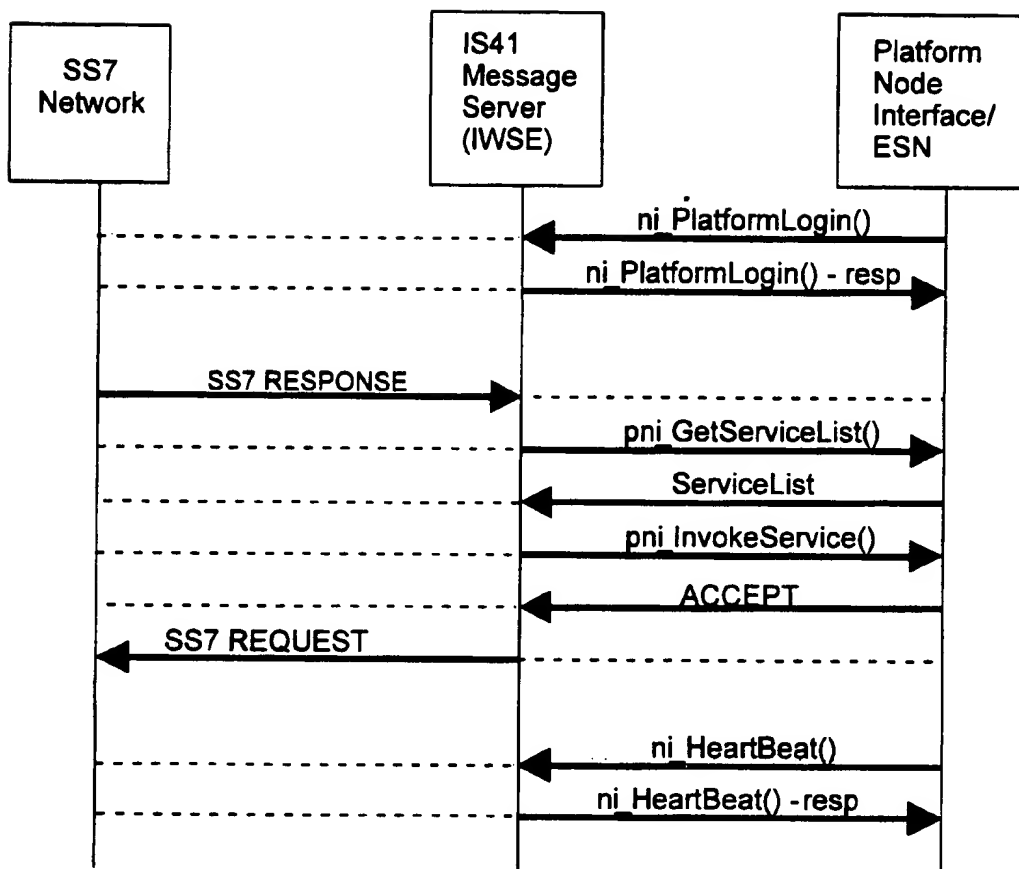 SS7
Network
IS41
Message
Server
(IWSE)
Platform
Node
Interface/
ESN
ni_PlatformLogin()
ni_PlatformLogin() - resp
SS7 RESPONSE
pni_GetServiceList()
ServiceList
pni_InvokeService()
ACCEPT
SS7 REQUEST
ni_HeartBeat()
ni_HeartBeat() - resp